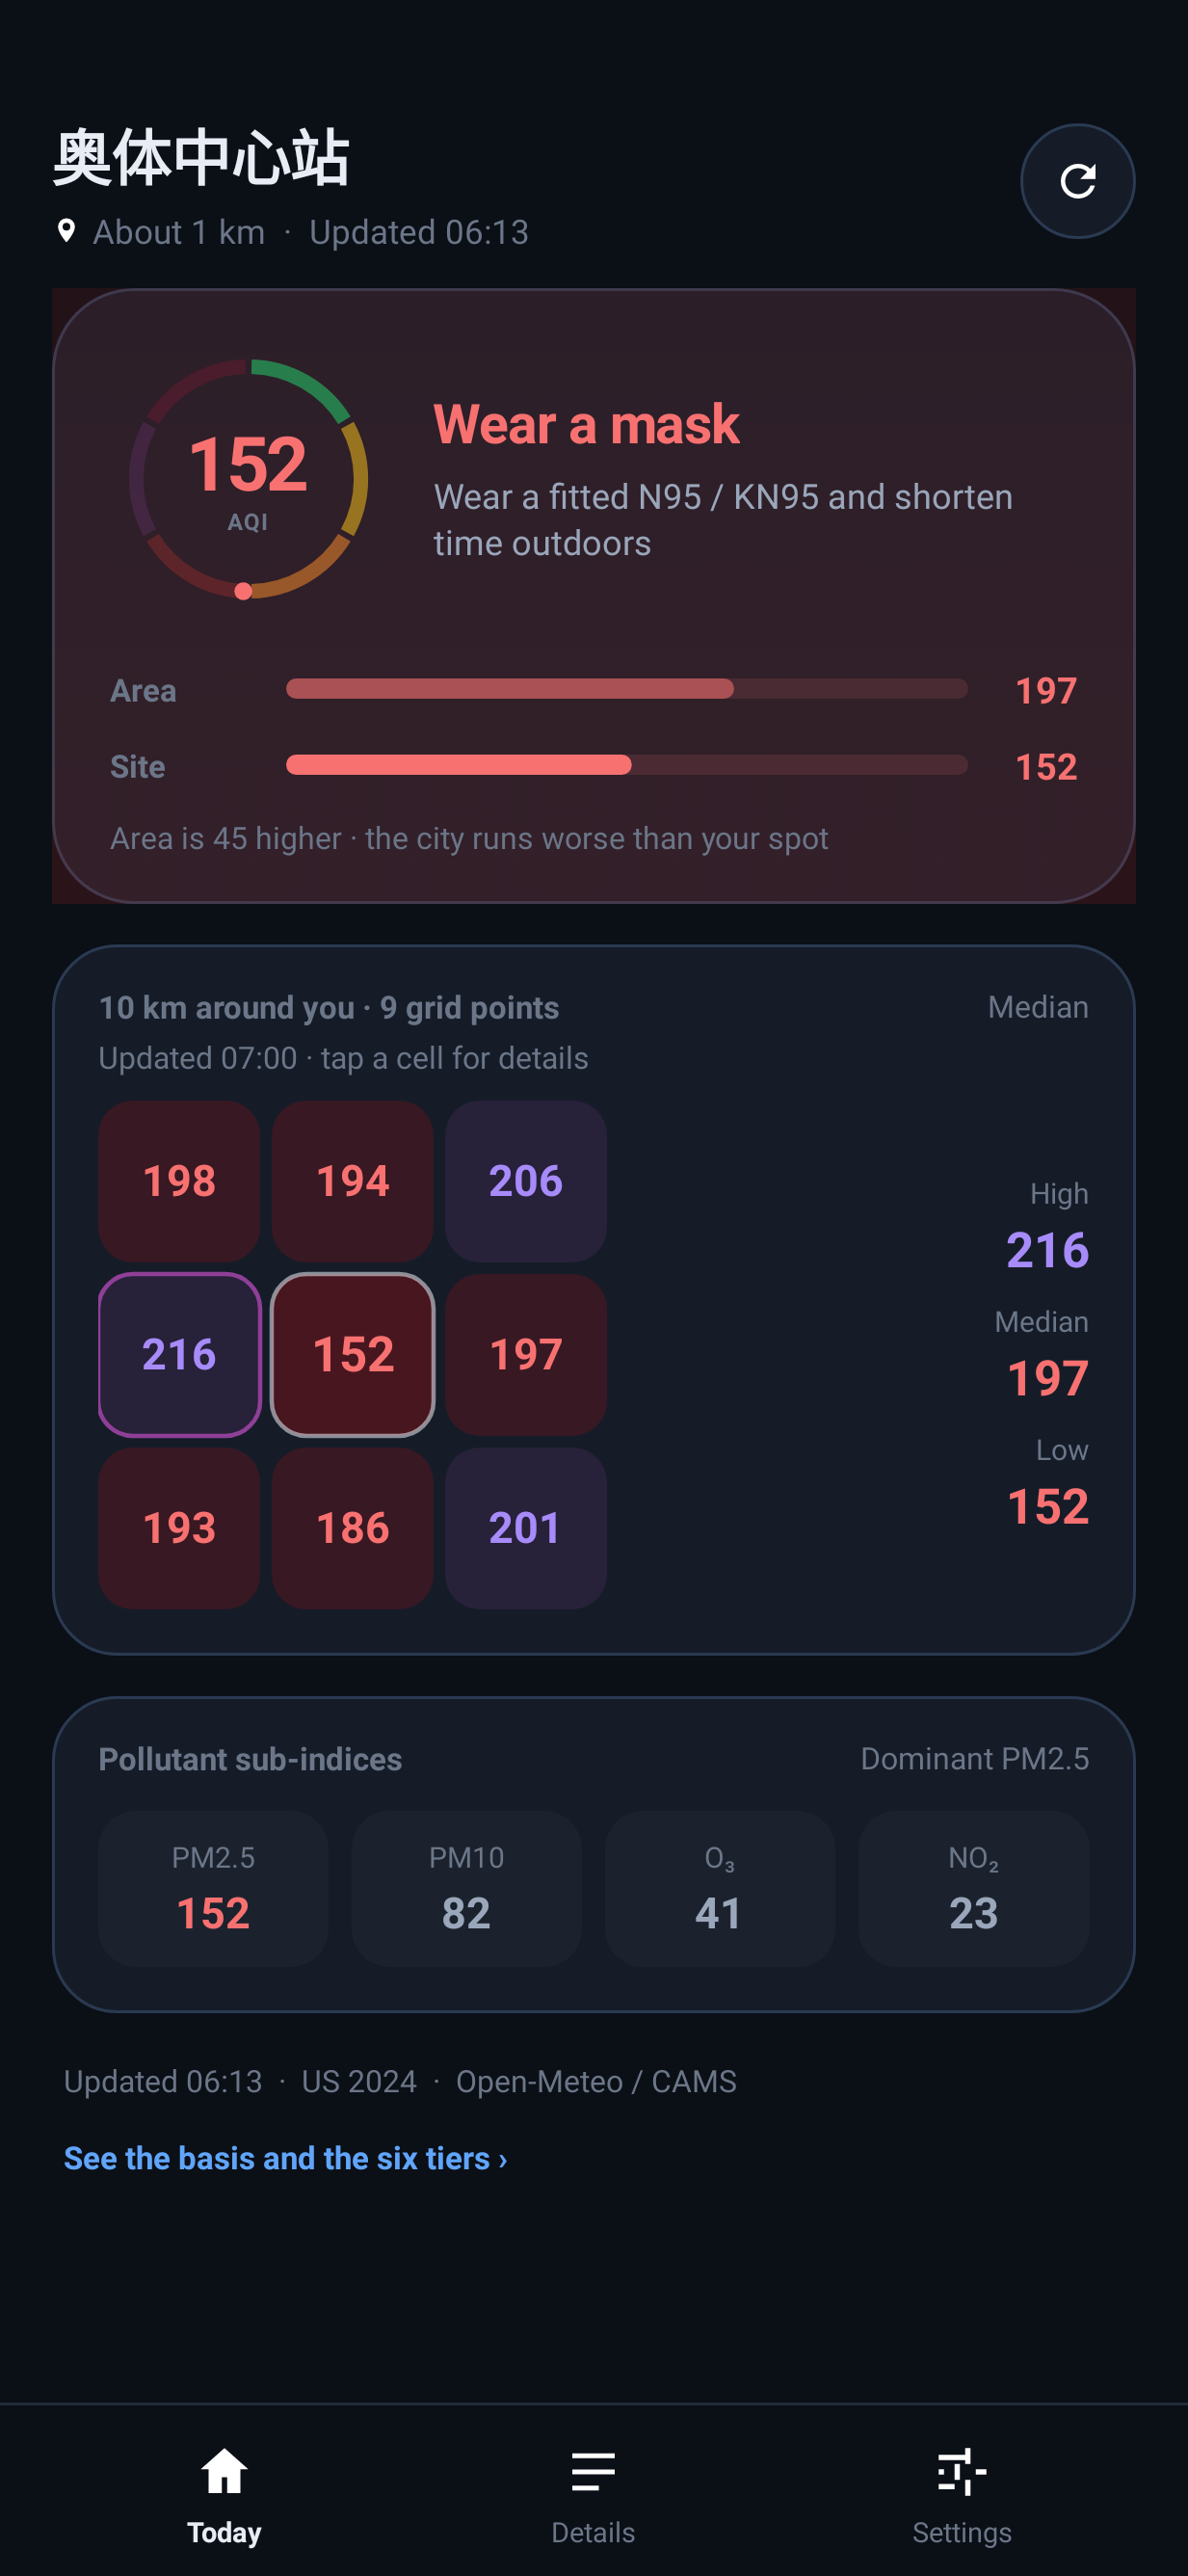 奥体中心站
About 1 km · Updated 06:13
152
AQI
Wear a mask
Wear a fitted N95 / KN95 and shorten
time outdoors
Area 197
Site 152
Area is 45 higher · the city runs worse than your spot
10 km around you · 9 grid points Median
Updated 07:00 · tap a cell for details
198 194 206
216 152 197
193 186 201
High
216
Median
197
Low
152
Pollutant sub-indices Dominant PM2.5
PM2.5 PM10 O₃ NO₂
152 82 41 23
Updated 06:13 · US 2024 · Open-Meteo / CAMS
See the basis and the six tiers ›
Today Details Settings